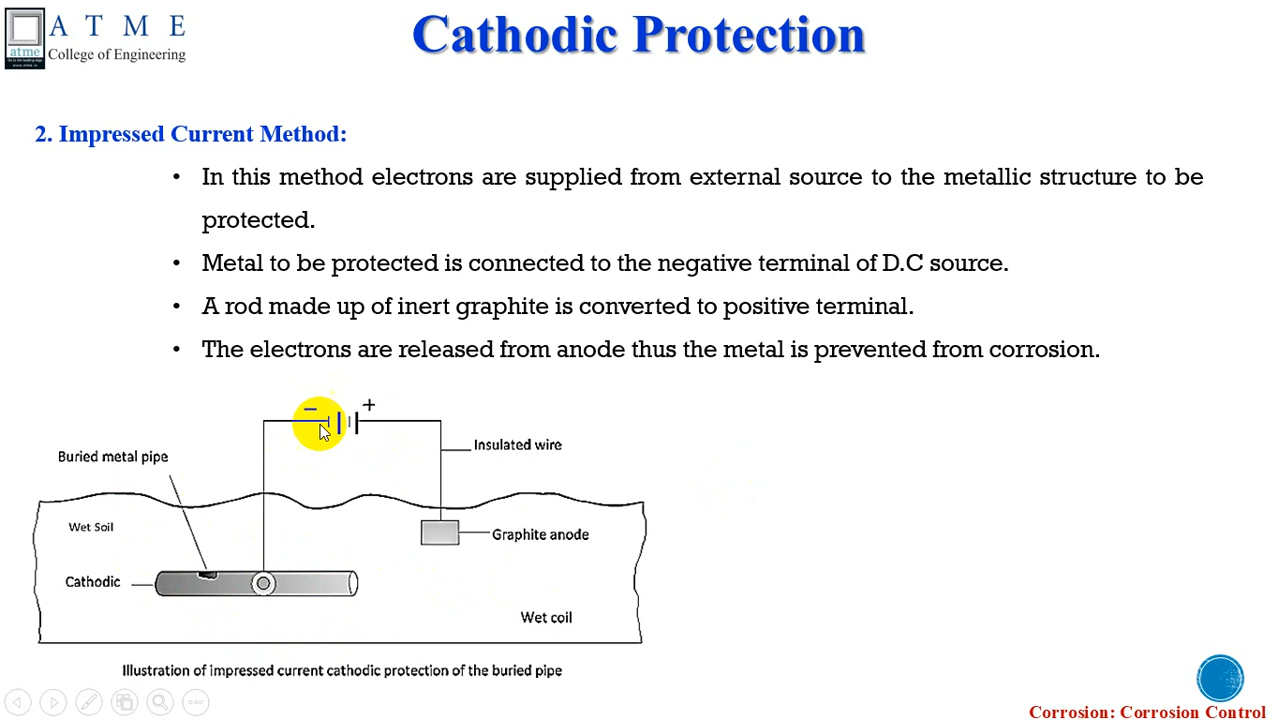 A T M E
College of Engineering
atme
Cathodic Protection
2. Impressed Current Method:
• In this method electrons are supplied from external source to the metallic structure to be
protected.
• Metal to be protected is connected to the negative terminal of D.C source.
• A rod made up of inert graphite is converted to positive terminal.
• The electrons are released from anode thus the metal is prevented from corrosion.
− +
Insulated wire
Buried metal pipe
Wet Soil
Graphite anode
Cathodic
Wet coil
Illustration of impressed current cathodic protection of the buried pipe
Corrosion: Corrosion Control